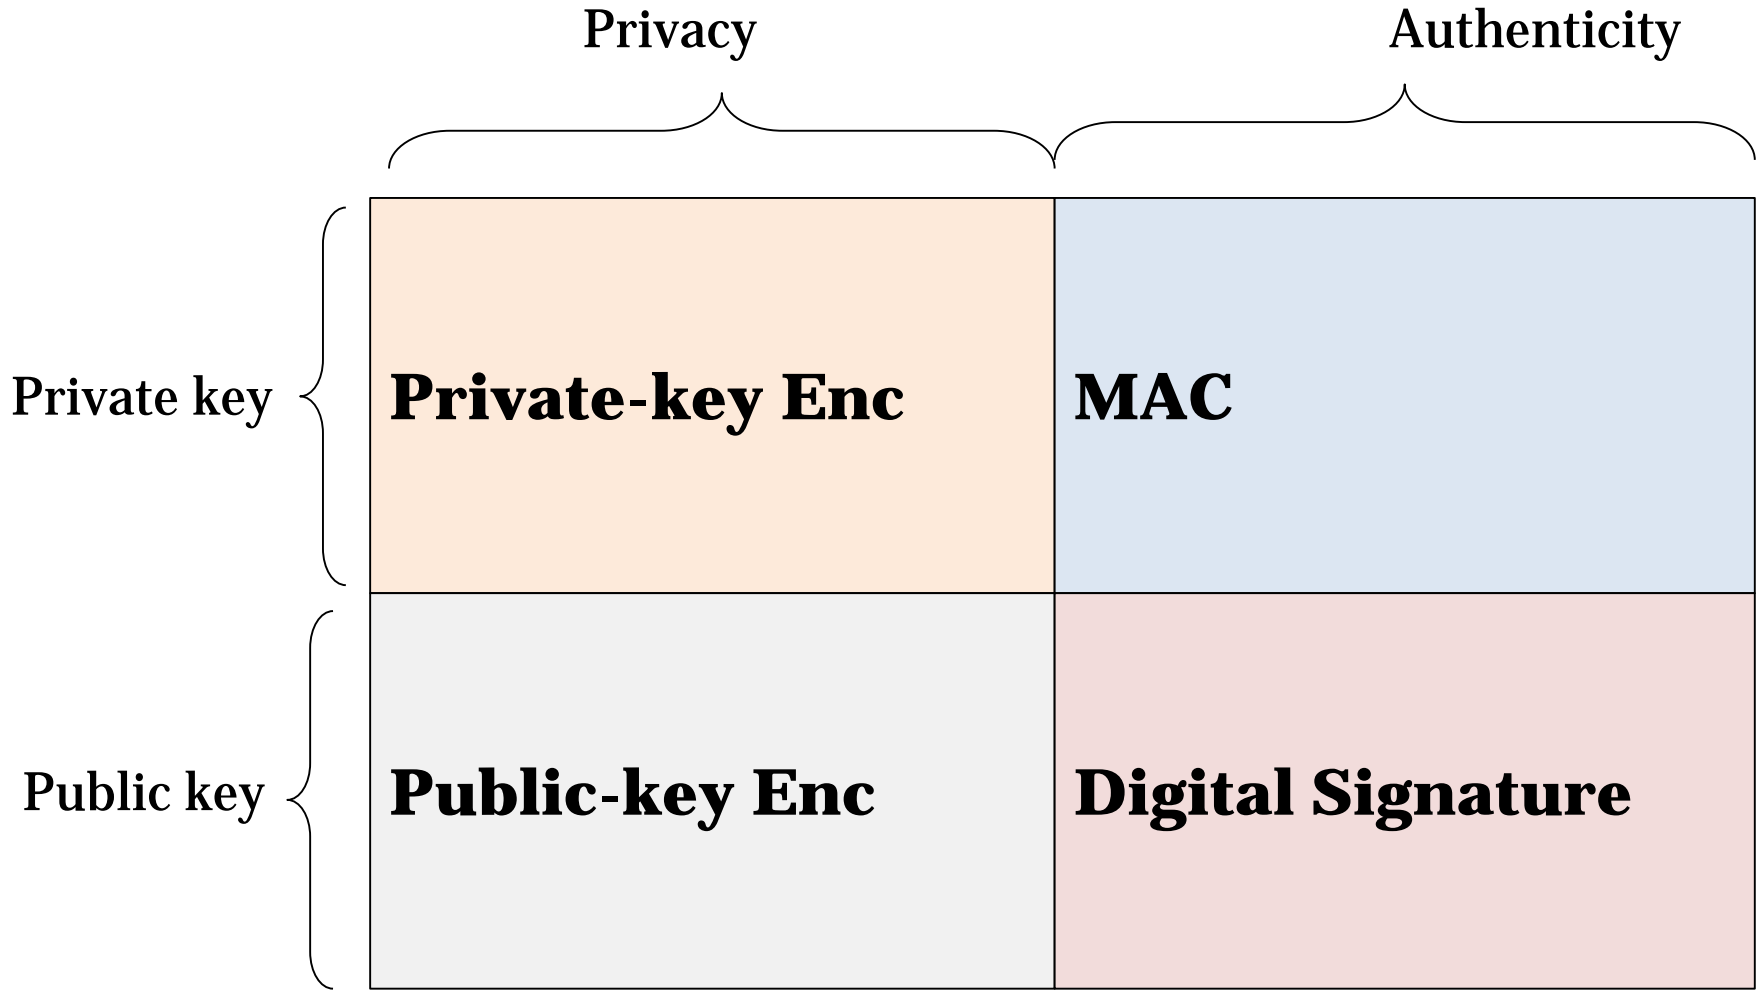 Privacy
Authenticity
Private key
Private-key Enc
MAC
Public key
Public-key Enc
Digital Signature